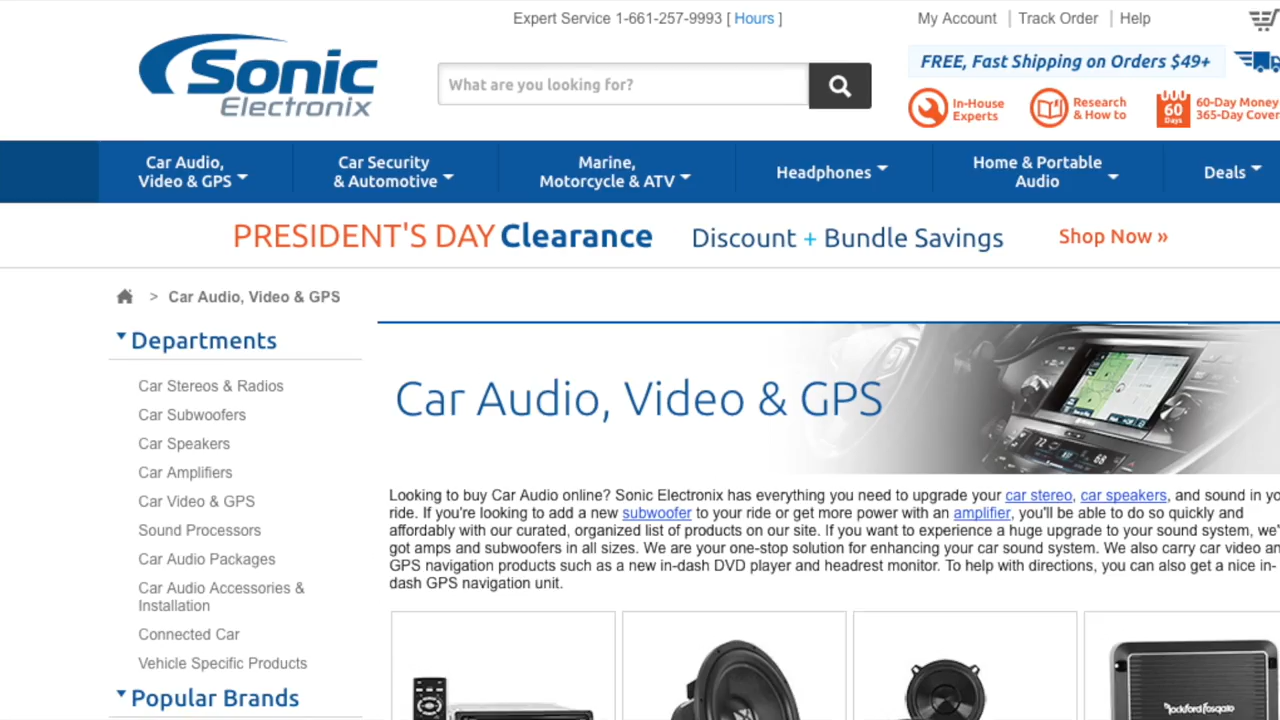 Expert Service 1-661-257-9993 [ Hours ]
My Account | Track Order | Help
Sonic
Electronix
What are you looking for?
FREE, Fast Shipping on Orders $49+
In-House
Experts
Research
& How to
60
Days
60-Day Money
365-Day Cover
Car Audio,
Video & GPS
Car Security
& Automotive
Marine,
Motorcycle & ATV
Headphones
Home & Portable
Audio
Deals
PRESIDENT'S DAY Clearance Discount + Bundle Savings Shop Now »
> Car Audio, Video & GPS
Departments
Car Stereos & Radios
Car Subwoofers
Car Speakers
Car Amplifiers
Car Video & GPS
Sound Processors
Car Audio Packages
Car Audio Accessories &
Installation
Connected Car
Vehicle Specific Products
Popular Brands
Car Audio, Video & GPS
Looking to buy Car Audio online? Sonic Electronix has everything you need to upgrade your car stereo, car speakers, and sound in yo
ride. If you're looking to add a new subwoofer to your ride or get more power with an amplifier, you'll be able to do so quickly and
affordably with our curated, organized list of products on our site. If you want to experience a huge upgrade to your sound system, we'
got amps and subwoofers in all sizes. We are your one-stop solution for enhancing your car sound system. We also carry car video an
GPS navigation products such as a new in-dash DVD player and headrest monitor. To help with directions, you can also get a nice in-
dash GPS navigation unit.
Rockford Fosgate